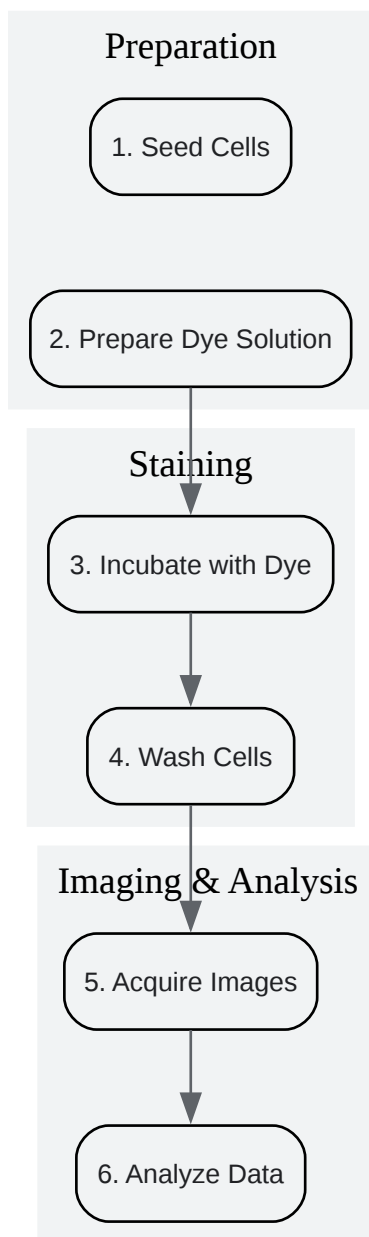 Preparation
1. Seed Cells
2. Prepare Dye Solution
Staining
3. Incubate with Dye
4. Wash Cells
Imaging & Analysis
5. Acquire Images
6. Analyze Data